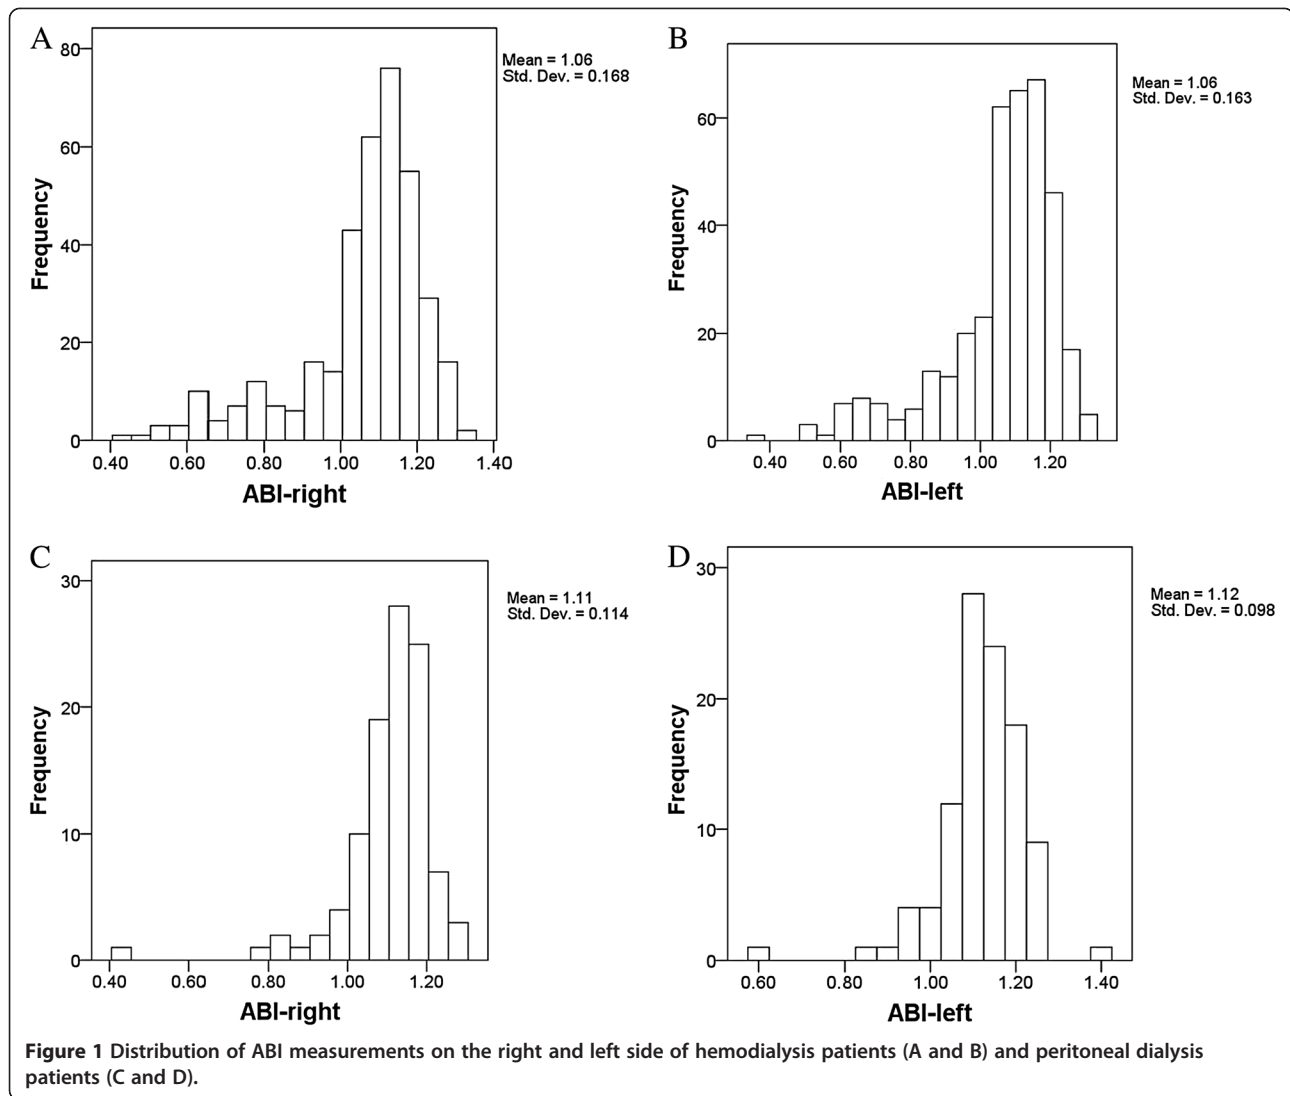 A
80
60
40
20
0
Frequency
0.40 0.60 0.80 1.00 1.20 1.40
ABI-right
Mean = 1.06
Std. Dev. = 0.168
B
60
40
20
0
Frequency
0.40 0.60 0.80 1.00 1.20
ABI-left
Mean = 1.06
Std. Dev. = 0.163
C
30
20
10
0
Frequency
0.40 0.60 0.80 1.00 1.20
ABI-right
Mean = 1.11
Std. Dev. = 0.114
D
30
20
10
0
Frequency
0.60 0.80 1.00 1.20 1.40
ABI-left
Mean = 1.12
Std. Dev. = 0.098
Figure 1 Distribution of ABI measurements on the right and left side of hemodialysis patients (A and B) and peritoneal dialysis
patients (C and D).